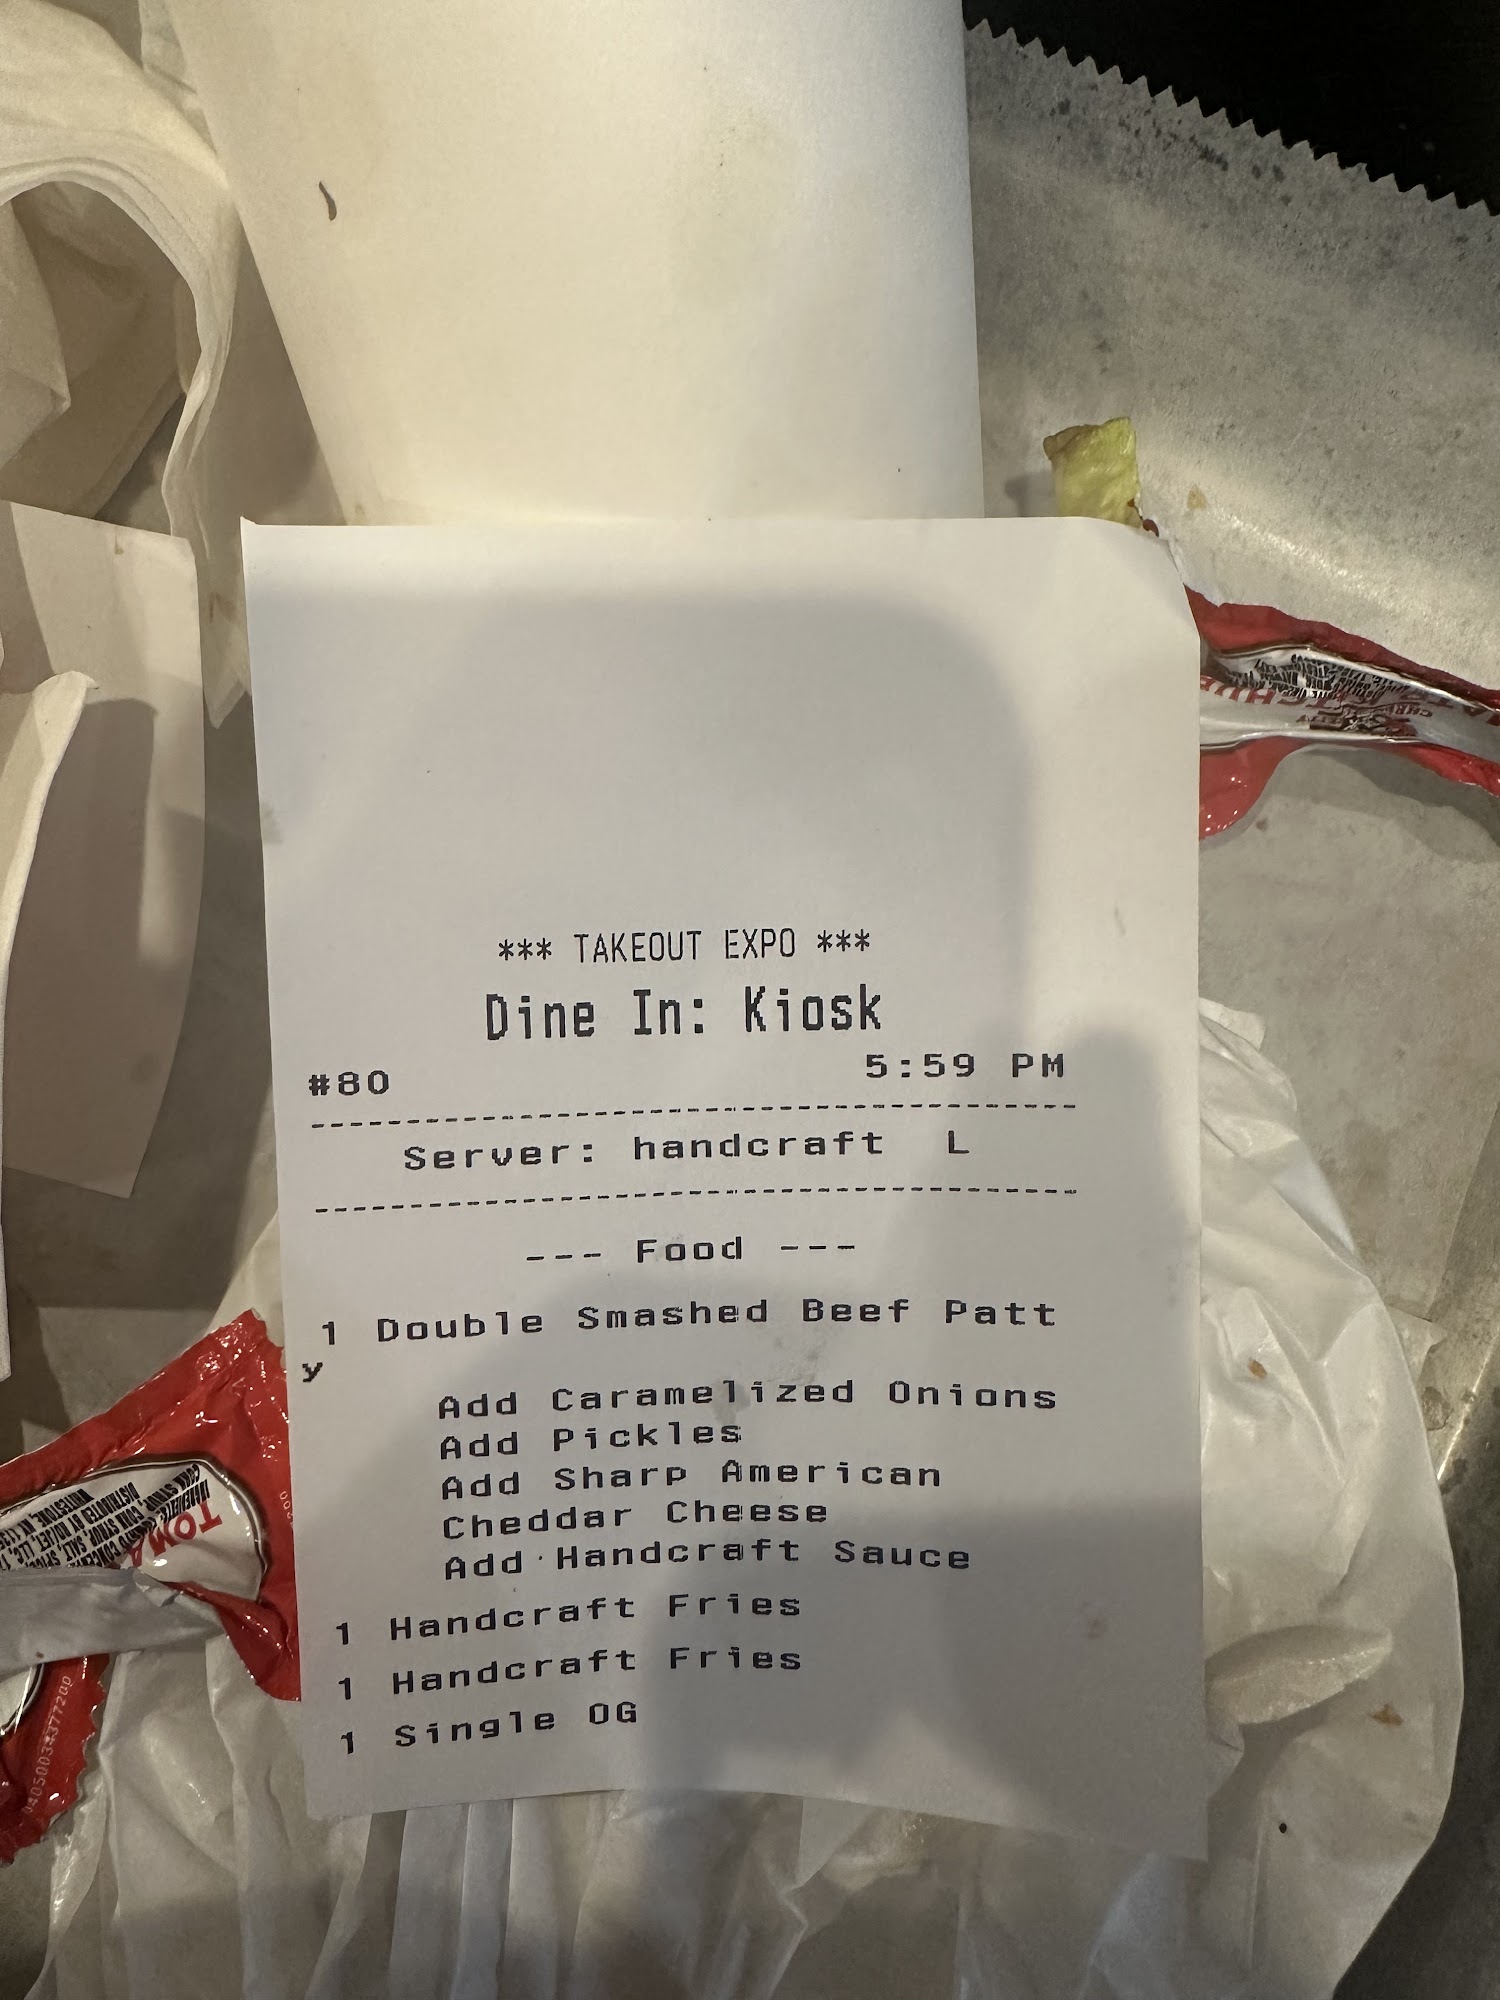 *** TAKEOUT EXPO ***
Dine In: Kiosk
#80 5:59 PM
Server: handcraft L
--- Food ---
1 Double Smashed Beef Patt
y
Add Caramelized Onions
Add Pickles
Add Sharp American
Cheddar Cheese
Add Handcraft Sauce
1 Handcraft Fries
1 Handcraft Fries
1 Single OG
TOMA